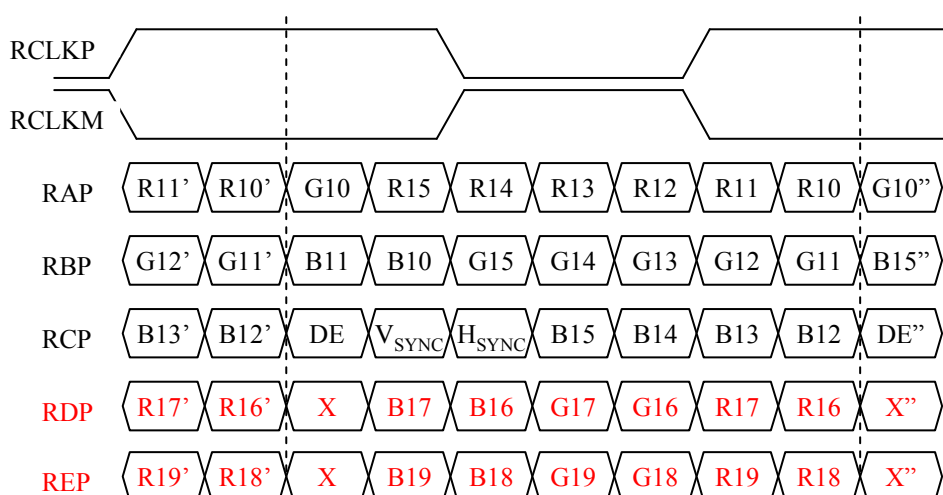 RCLKP
RCLKM
RAP R11’ R10’ G10 R15 R14 R13 R12 R11 R10 G10”
RBP G12’ G11’ B11 B10 G15 G14 G13 G12 G11 B15”
RCP B13’ B12’ DE VSYNC HSYNC B15 B14 B13 B12 DE”
RDP R17’ R16’ X B17 B16 G17 G16 R17 R16 X”
REP R19’ R18’ X B19 B18 G19 G18 R19 R18 X”